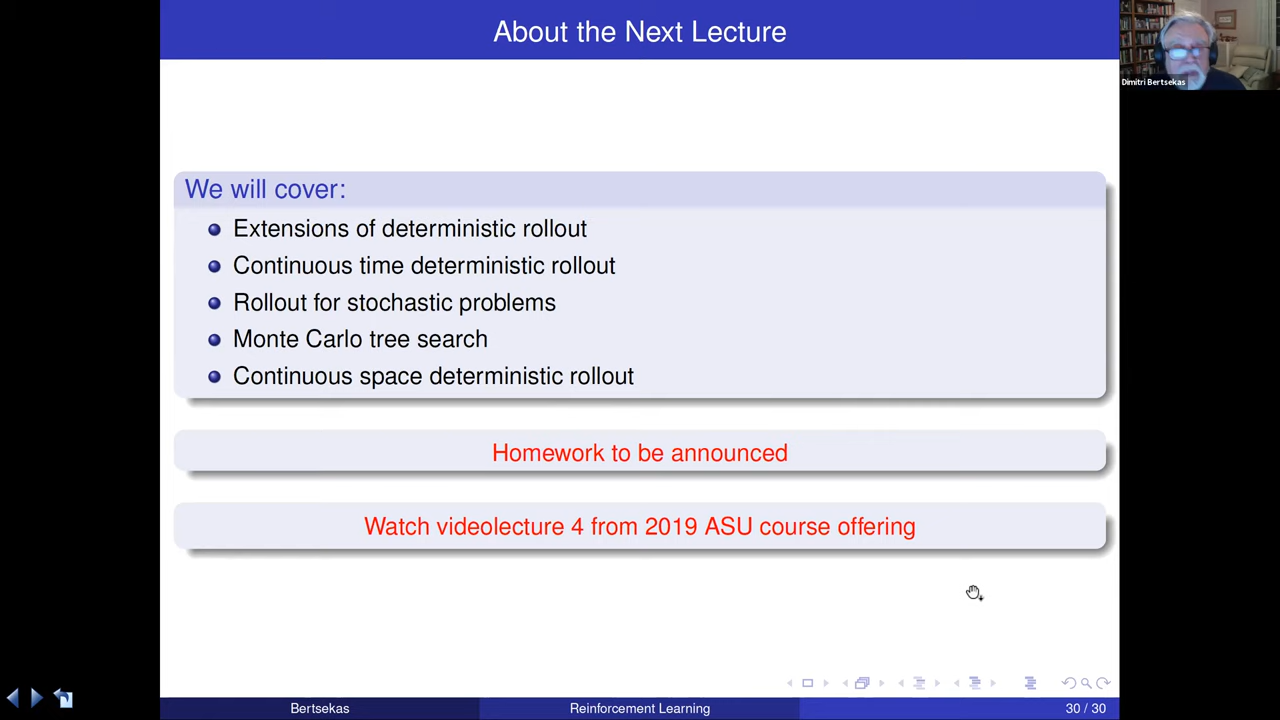 About the Next Lecture
Dimitri Bertsekas
We will cover:
Extensions of deterministic rollout
Continuous time deterministic rollout
Rollout for stochastic problems
Monte Carlo tree search
Continuous space deterministic rollout
Homework to be announced
Watch videolecture 4 from 2019 ASU course offering
Bertsekas
Reinforcement Learning
30 / 30